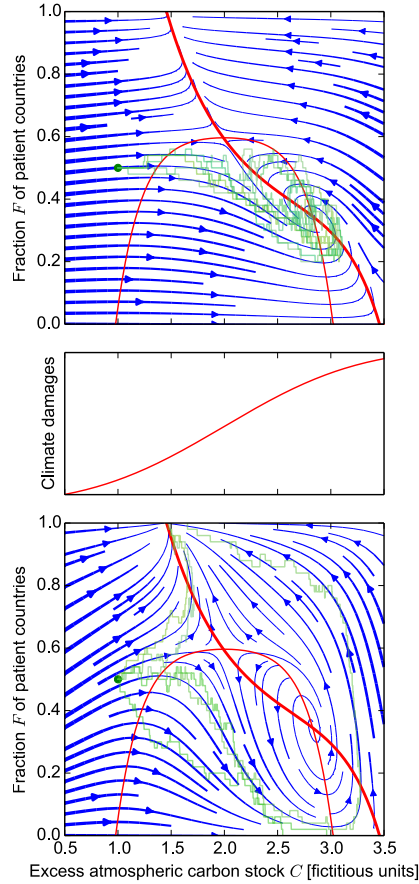 1.0
0.8
0.6
0.4
0.2
0.0
Fraction F of patient countries
Climate damages
1.0
0.8
0.6
0.4
0.2
0.0
Fraction F of patient countries
0.5 1.0 1.5 2.0 2.5 3.0 3.5
Excess atmospheric carbon stock C [fictitious units]